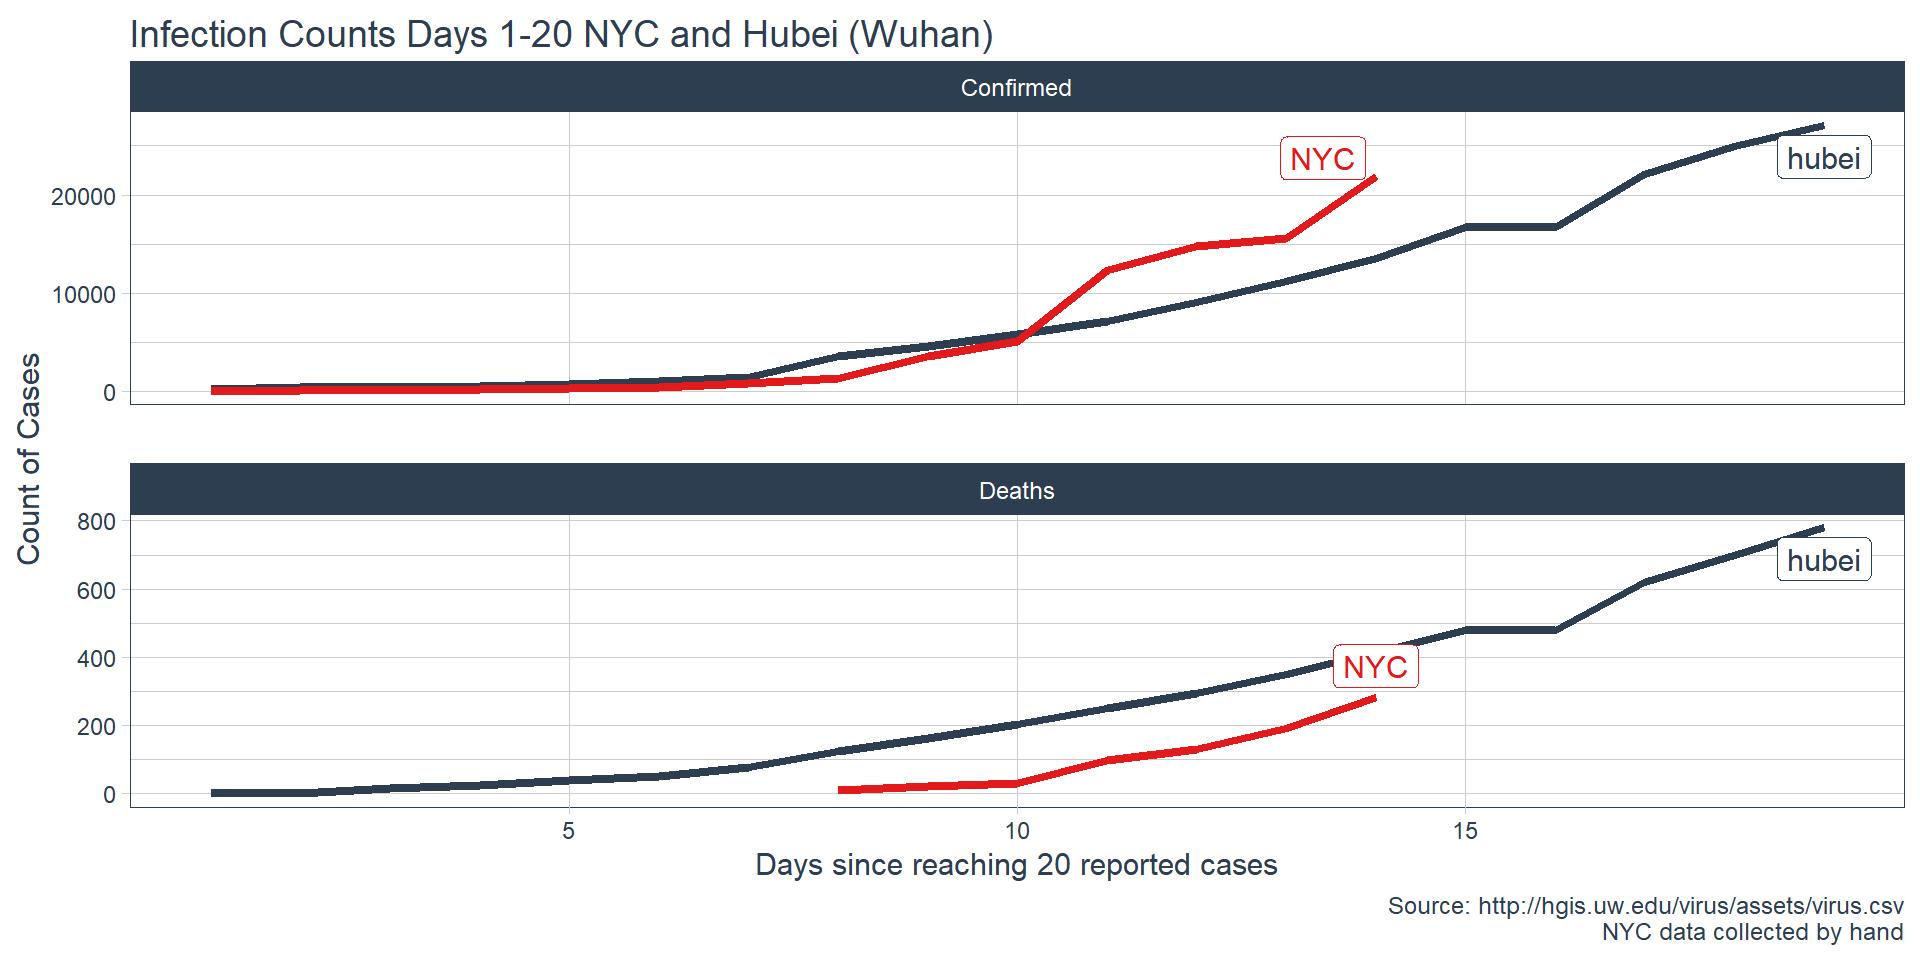 Infection Counts Days 1-20 NYC and Hubei (Wuhan)
Confirmed
NYC
hubei
20000
10000
0
Count of Cases
Deaths
800
600
400
200
0
hubei
NYC
5
10
15
Days since reaching 20 reported cases
Source: http://hgis.uw.edu/virus/assets/virus.csv
NYC data collected by hand